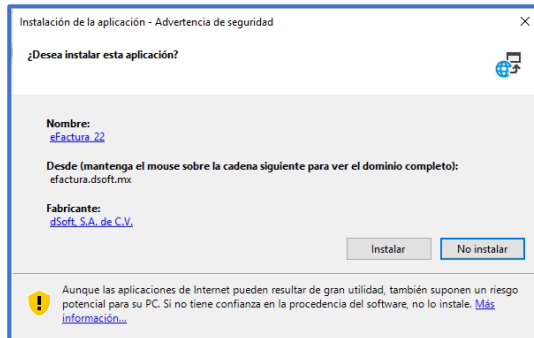 Instalación de la aplicación - Advertencia de seguridad
¿Desea instalar esta aplicación?
Nombre:
eFactura 22
Desde (mantenga el mouse sobre la cadena siguiente para ver el dominio completo):
efactura.dsoft.mx
Fabricante:
dSoft, S.A. de C.V.
Instalar No instalar
Aunque las aplicaciones de Internet pueden resultar de gran utilidad, también suponen un riesgo
potencial para su PC. Si no tiene confianza en la procedencia del software, no lo instale. Más
información...